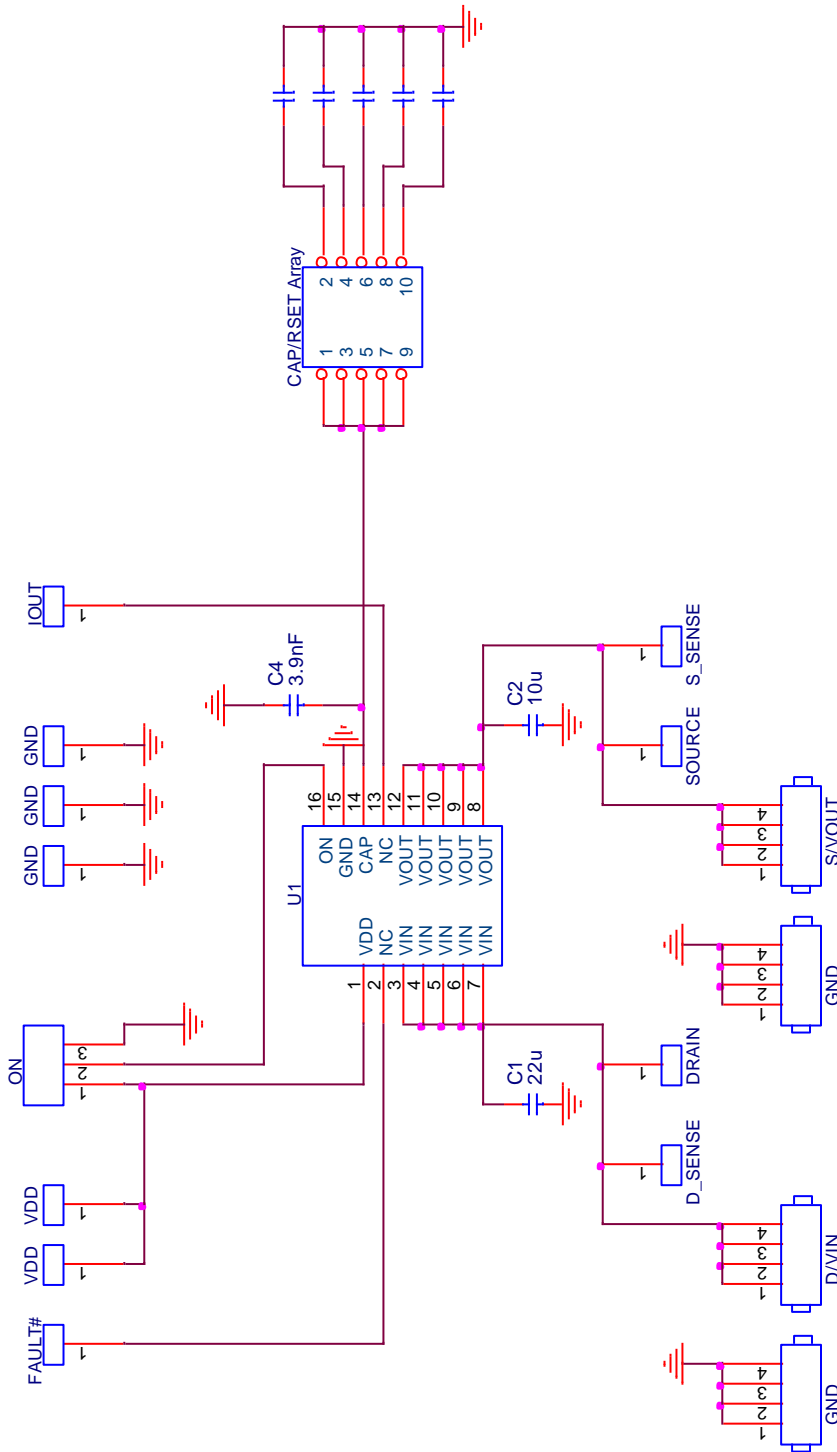 CAP/RSET Array
1
2
3
4
5
6
7
8
9
10
IOUT
1
GND
1
GND
1
GND
1
ON
1
2
3
VDD
1
VDD
1
FAULT#
1
C4
3.9nF
U1
VDD
NC
VIN
VIN
VIN
VIN
VIN
1
2
3
4
5
6
7
ON
GND
CAP
NC
VOUT
VOUT
VOUT
VOUT
VOUT
16
15
14
13
12
11
10
9
8
C2
10u
C1
22u
S_SENSE
1
SOURCE
1
S/VOUT
1
2
3
4
GND
1
2
3
4
DRAIN
1
D_SENSE
1
D/VIN
1
2
3
4
GND
1
2
3
4